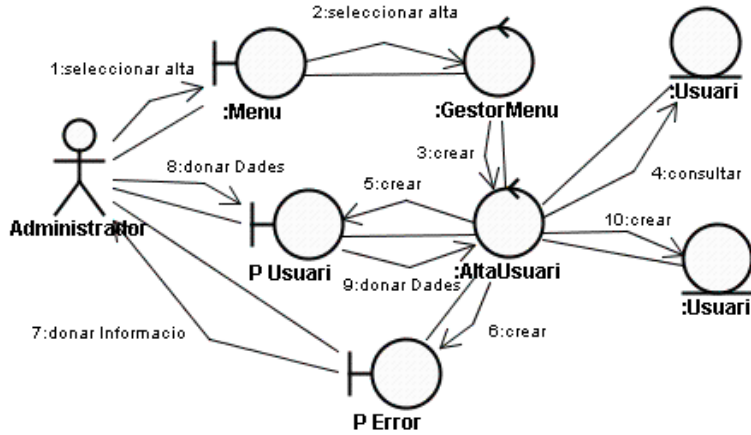 2:seleccionar alta
1:seleccionar alta
:Menu
:GestorMenu
:Usuari
3:crear
8:donar Dades
5:crear
4:consultar
10:crear
Administrador
P Usuari
:AltaUsuari
9:donar Dades
:Usuari
7:donar Informacio
6:crear
P Error